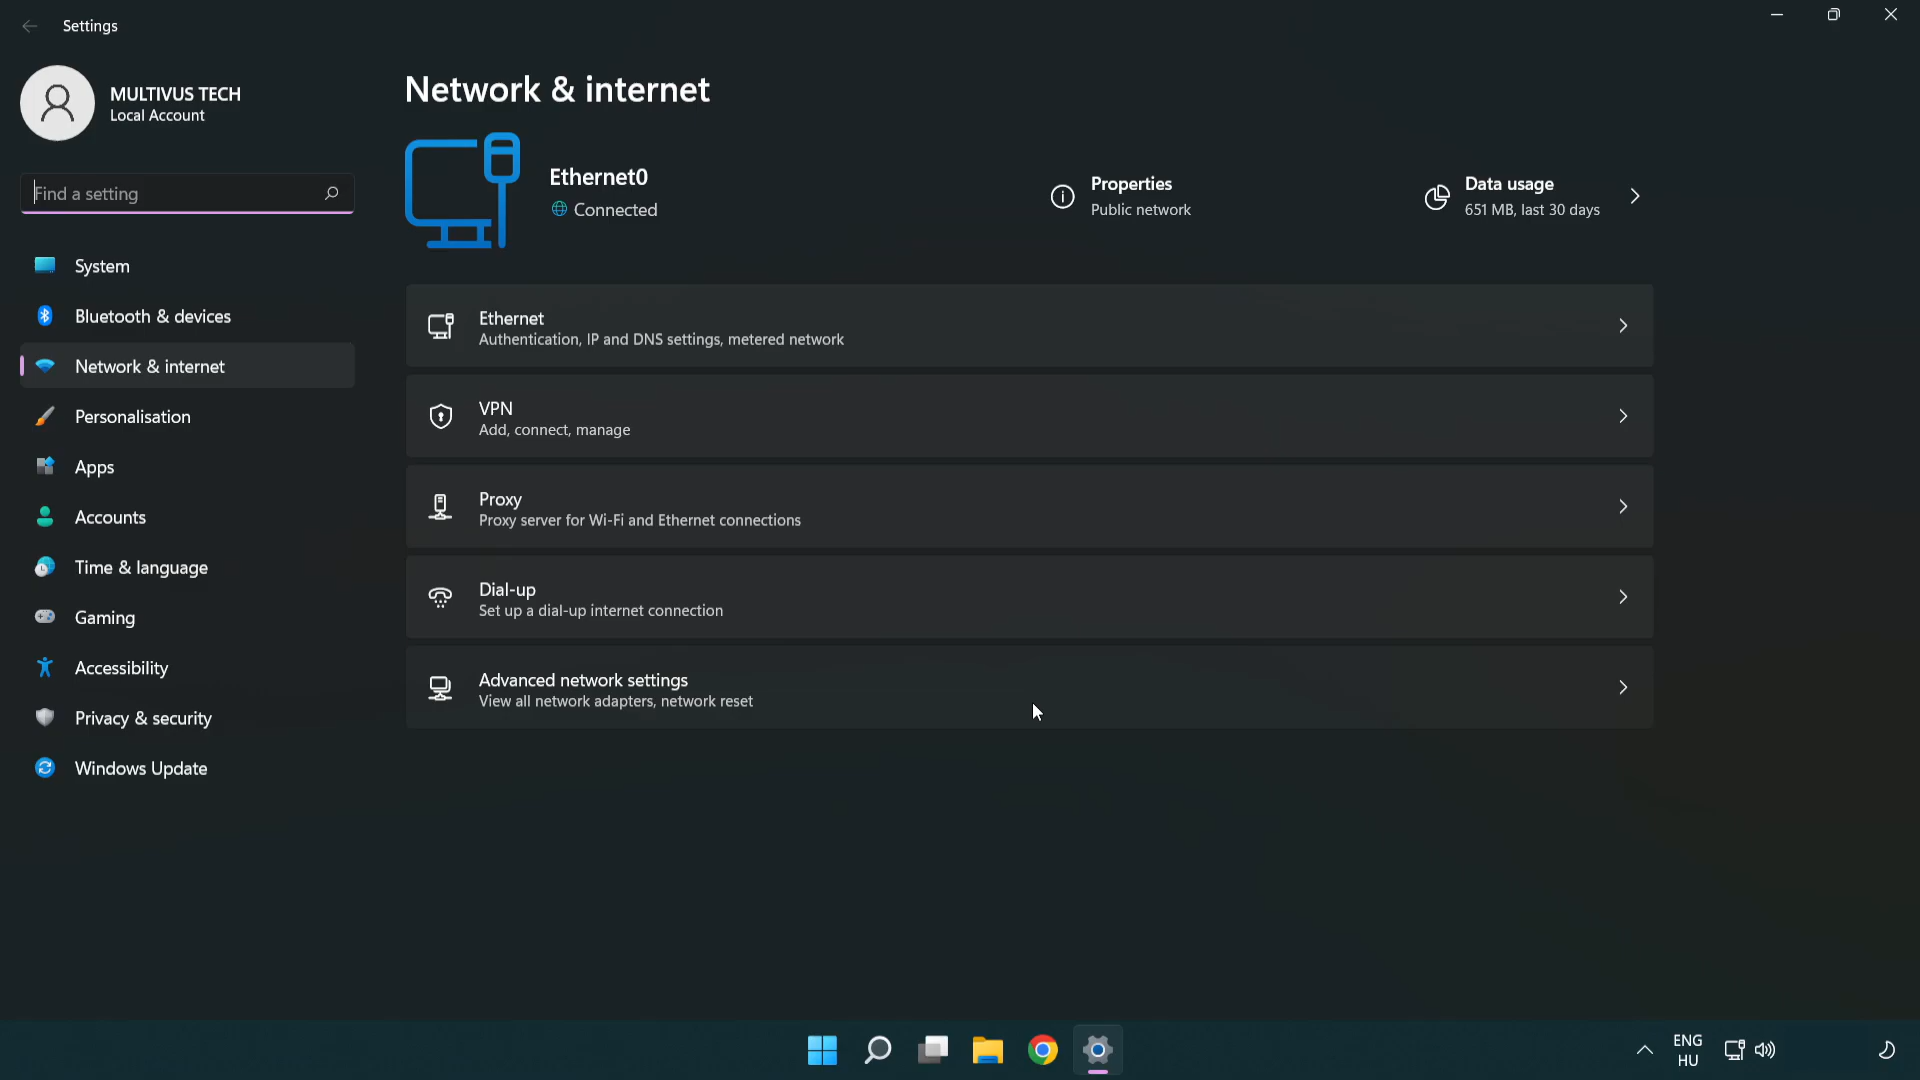 Settings
MULTIVUS TECH
Local Account
Find a setting
System
Bluetooth & devices
Network & internet
Personalisation
Apps
Accounts
Time & language
Gaming
Accessibility
Privacy & security
Windows Update
Network & internet
Ethernet0
Connected
Properties
Public network
Data usage
651 MB, last 30 days
Ethernet
Authentication, IP and DNS settings, metered network
VPN
Add, connect, manage
Proxy
Proxy server for Wi-Fi and Ethernet connections
Dial-up
Set up a dial-up internet connection
Advanced network settings
View all network adapters, network reset
ENG
HU